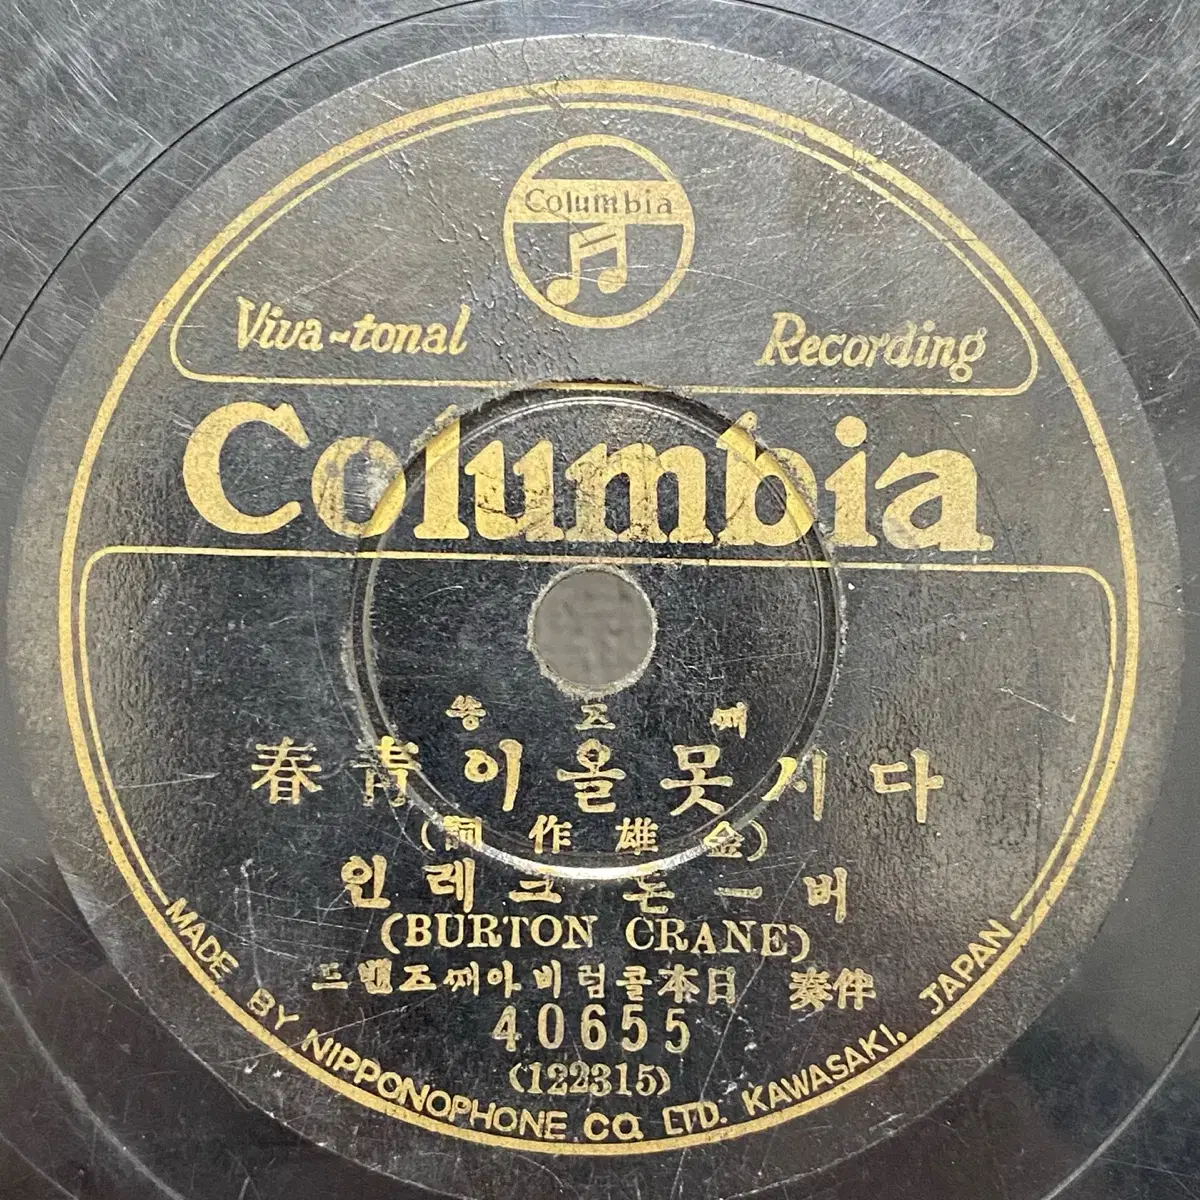 Columbia
Viva-tonal Recording
Columbia
째즈쏭
다시못올이青春
(金雄作詞)
버ー돈크레인
(BURTON CRANE)
伴奏 日本콜럼비아째즈밴드
40655
(122315)
MADE BY NIPPONOPHONE CO. LTD. KAWASAKI, JAPAN